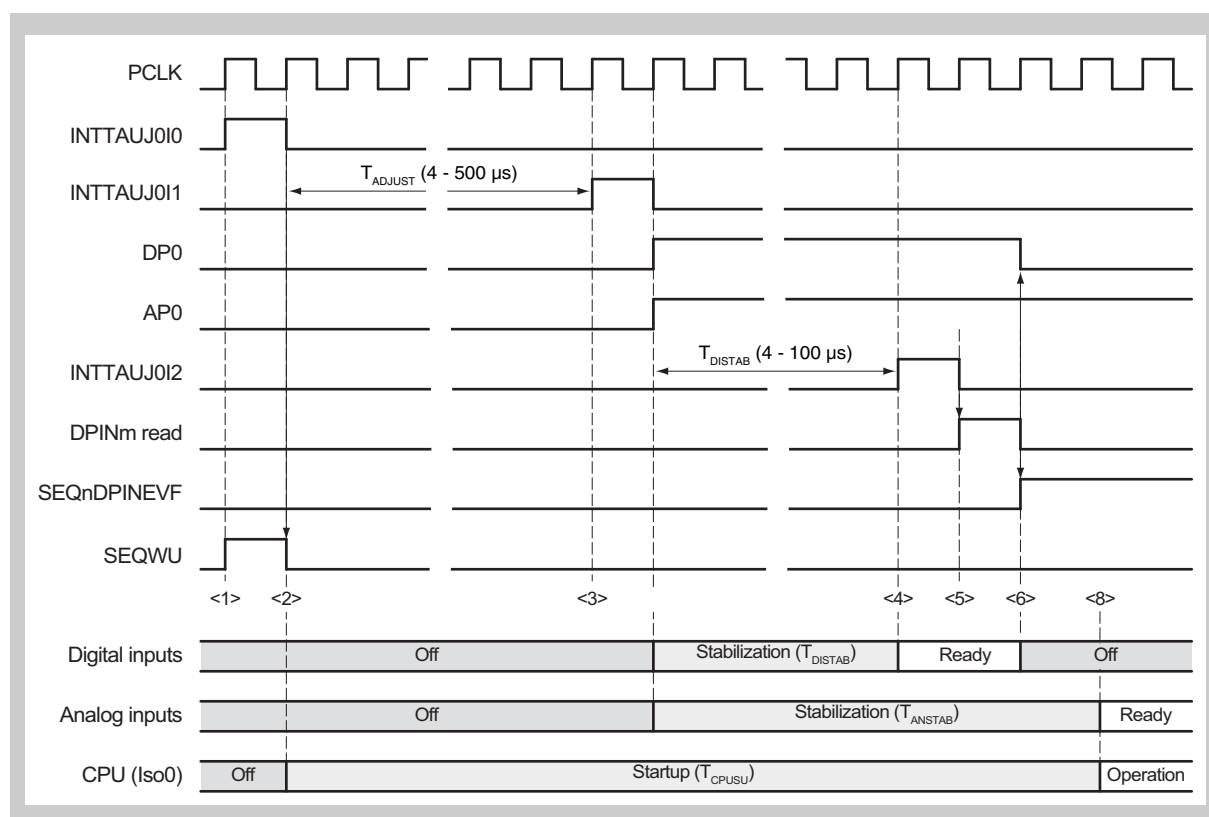 PCLK
INTTAUJ0I0
T_ADJUST (4 - 500 µs)
INTTAUJ0I1
DP0
AP0
T_DISTAB (4 - 100 µs)
INTTAUJ0I2
DPINm read
SEQnDPINEVF
SEQWU
<1> <2> <3> <4> <5> <6> <8>
Digital inputs Off Stabilization (T_DISTAB) Ready Off
Analog inputs Off Stabilization (T_ANSTAB) Ready
CPU (Iso0) Off Startup (T_CPUSU) Operation